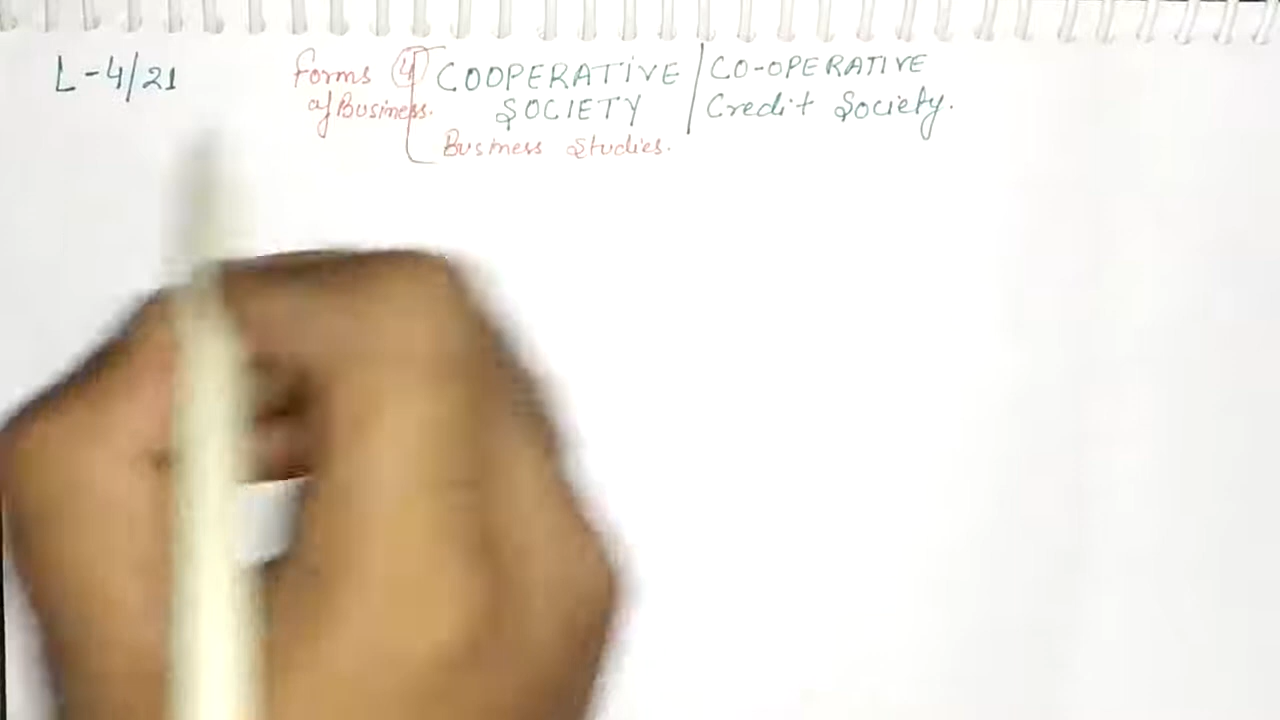 L-4/21
Forms ④ COOPERATIVE / CO-OPERATIVE
of Business. SOCIETY Credit Society.
Business Studies.